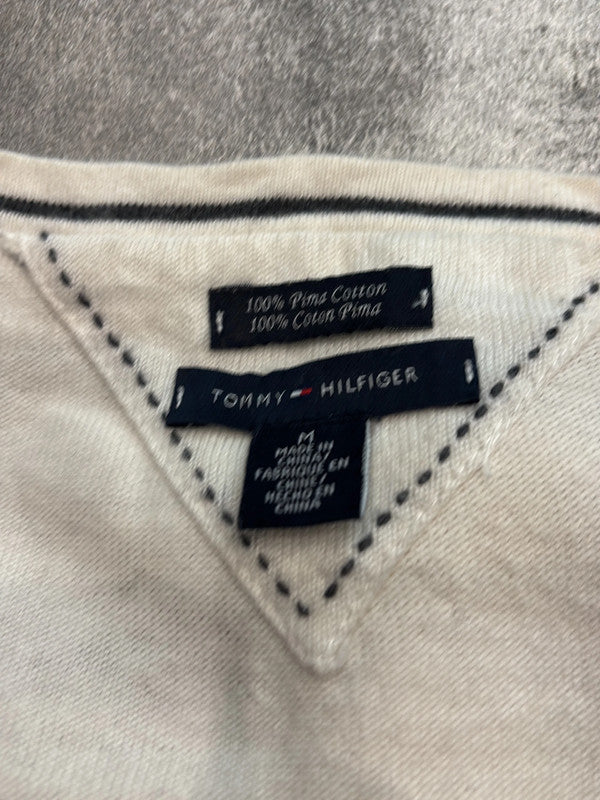 100% Pima Cotton
100% Coton Pima
TOMMY HILFIGER
M
MADE IN
CHINA/
FABRIQUE EN
CHINE/
HECHO EN
CHINA